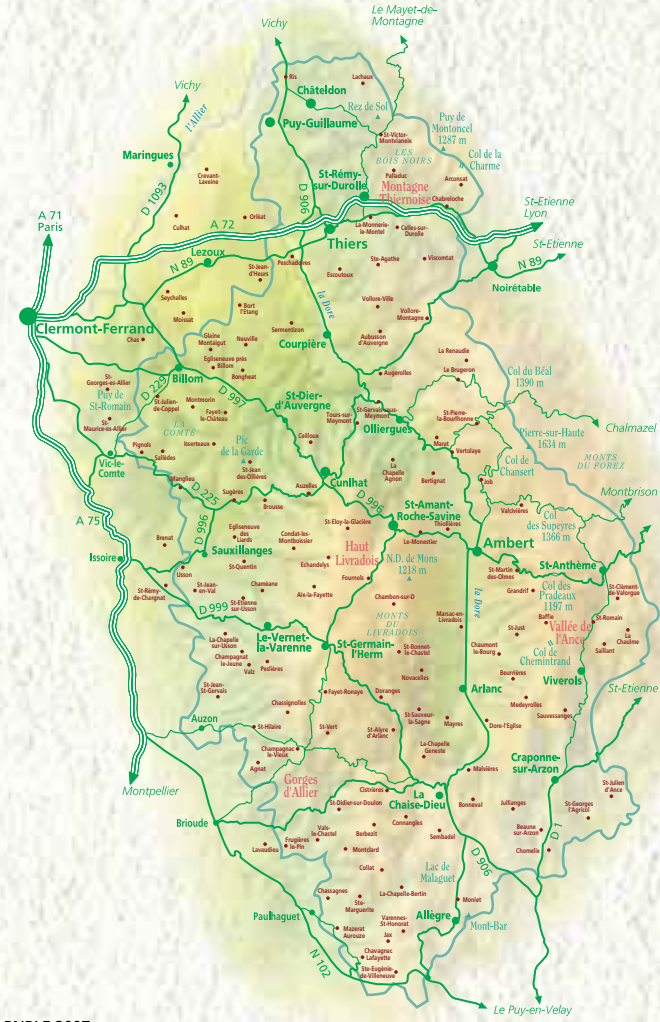 Le Mayet-de-
Montagne
Vichy
Vichy
l'Allier
Ris
Lachaux
Châteldon
Rez de Sol
Puy-Guillaume
Puy de
Montoncel
1287 m
St-Victor-
Montvianeix
LES
BOIS NOIRS
Col de la
Charme
Maringues
Crevant-
Laveine
Palladuc
Arconsat
St-Rémy-
sur-Durolle
Montagne
Thiernoise
Chabreloche
D 1093
D 906
A 71
Paris
Culhat
Orléat
A 72
La-Monnerie-
le-Montel
Celles-sur-
Durolle
St-Etienne
Lyon
Thiers
St-Etienne
N 89
Lezoux
N 89
Peschadoires
Ste-Agathe
Viscomtat
St-Jean-
d'Heurs
Escoutoux
Noirétable
Seychalles
la Dore
Bort
l'Etang
Vollore-Ville
Vollore-
Montagne
Clermont-Ferrand
Moissat
Sermentizon
Chas
Glaine
Montaigut
Neuville
Courpière
Aubusson
d'Auvergne
Egliseneuve près
Billom
La Renaudie
Le Brugeron
Col du Béal
1390 m
St-
Georges-es-Allier
Billom
Bongheat
Augerolles
Puy de
St-Romain
D 229
D 997
St-Julien-
de-Coppel
Montmorin
Fayet-
le-Château
St-Dier-
d'Auvergne
Tours-sur-
Meymont
St-Gervais-sous-
Meymont
Olliergues
St-Pierre-
la-Bourlhonne
Chalmazel
St-
Maurice-es-Allier
LA
COMTÉ
Pignols
Sallèdes
Isserteaux
Pic
de la Garde
Ceilloux
Marat
Vertolaye
Pierre-sur-Haute
1634 m
MONTS
DU FOREZ
Vic-le-
Comte
St-Jean
des-Ollières
La
Chapelle
Agnon
Col de
Chansert
Manglieu
Cunlhat
Bertignat
Job
D 225
Sugères
Auzelles
D 996
Montbrison
A 75
Brousse
St-Amant-
Roche-Savine
Valcivières
D 996
St-Eloy-la-Glacière
Thiollières
Col
des Supeyres
1366 m
Brenat
Egliseneuve
des
Liards
Condat-les-
Montboissier
Haut
Livradois
Le-Monestier
Ambert
Issoire
Sauxillanges
Echandelys
N.D. de Mons
1218 m
St-Anthème
Usson
St-Quentin
Fournols
St-Martin
des-Olmes
St-Rémy-
de-Chargnat
St-Jean-
en-Val
Chaméane
Aix-la-Fayette
la Dore
Grandrif
Col des
Pradeaux
1197 m
St-Clément-
de-Valorgue
D 999
St-Etienne
sur-Usson
Chambon-sur-D
Baffie
St-Romain
MONTS
DU
LIVRADOIS
Marsac-en-
Livradois
St-Just
Vallée de
l'Ance
La
Chaulme
Le-Vernet-
la-Varenne
La-Chapelle
sur-Usson
St-Germain-
l'Herm
St-Bonnet-
le-Chastel
Chaumont
le-Bourg
Col de
Chemintrand
Saillant
Champagnat
le-Jeune
Valz
Peslières
Novacelles
Beurrières
Viverols
St-Jean-
St-Gervais
Fayet-Ronaye
Doranges
Arlanc
Medeyrolles
St-Etienne
Chassignolles
St-Sauveur-
la-Sagne
Sauvessanges
Auzon
St-Hilaire
St-Vert
St-Alyre
d'Arlanc
Mayres
Dore-l'Eglise
Champagnac
le-Vieux
La-Chapelle
Geneste
Craponne-
sur-Arzon
Agnat
Gorges
d'Allier
Malvières
Montpellier
Cistrières
La
Chaise-Dieu
St-Julien
d'Ance
St-Didier-sur-Doulon
Bonneval
Jullianges
St-Georges
l'Agricol
Brioude
Vals-
le-Chastel
Berbezit
Connangles
Beaune
sur-Arzon
D 1
Lavaudieu
Frugières
le-Pin
Montdard
Sembadel
Chomelix
Collat
Lac de
Malaguet
D 906
Chassagnes
La-Chapelle-Bertin
Ste-
Marguerite
Monlet
Paulhaguet
Varennes-
St-Honorat
Allègre
Mont-Bar
Mazerat
Aurouze
Jax
Chavagnac
Lafayette
N 102
Ste-Eugénie-
de-Villeneuve
Le Puy-en-Velay